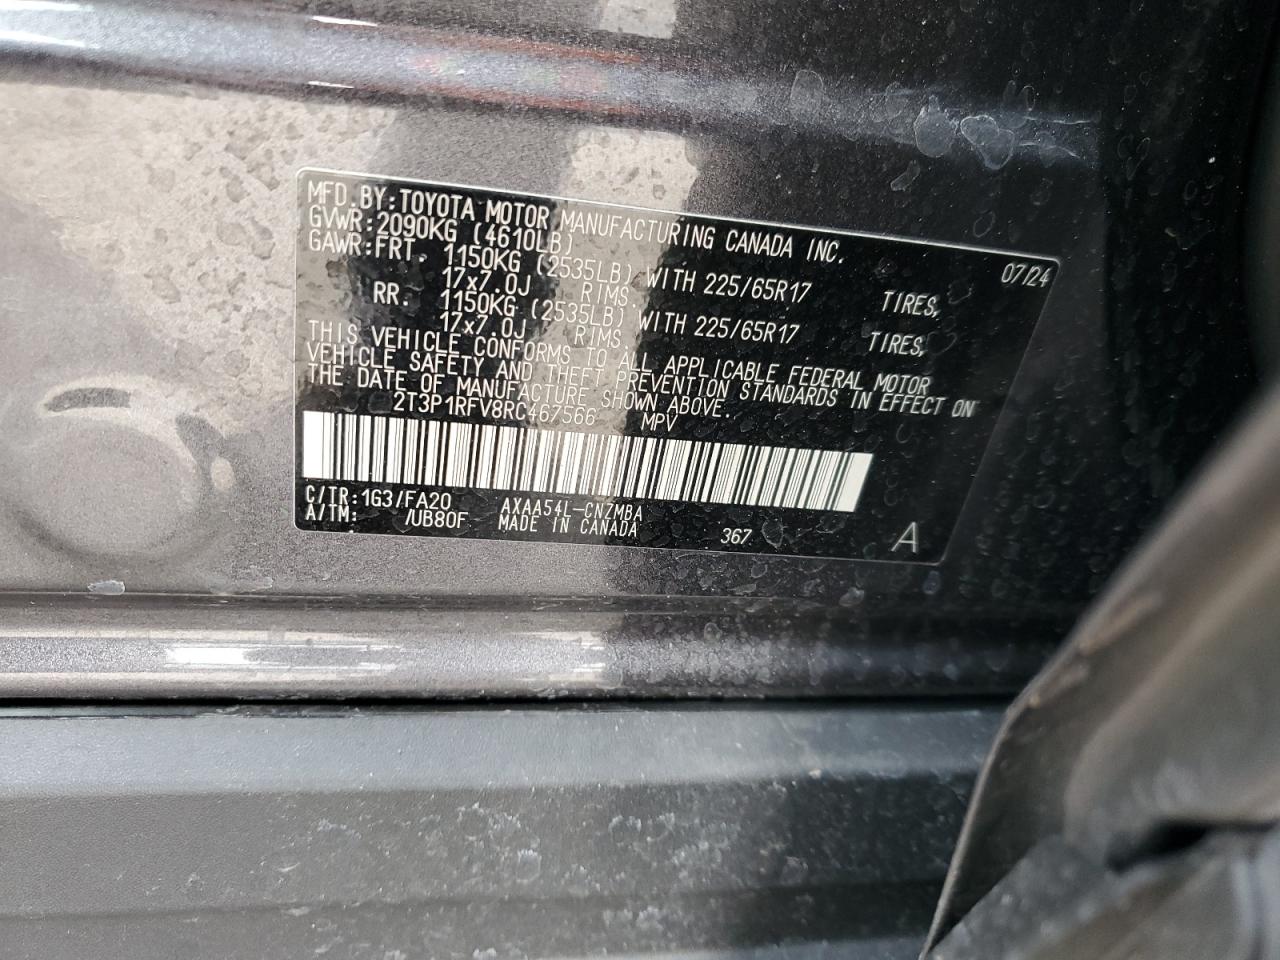 MFD.BY:TOYOTA MOTOR MANUFACTURING CANADA INC.
07/24
GVWR:2090KG (4610LB)
GAWR:FRT. 1150KG (2535LB) WITH 225/65R17 TIRES,
17x7.0J RIMS.
RR. 1150KG (2535LB) WITH 225/65R17 TIRES,
17x7.0J RIMS.
THIS VEHICLE CONFORMS TO ALL APPLICABLE FEDERAL MOTOR
VEHICLE SAFETY AND THEFT PREVENTION STANDARDS IN EFFECT ON
THE DATE OF MANUFACTURE SHOWN ABOVE.
2T3P1RFV8RC467566 MPV
C/TR:1G3/FA20 AXAA54L-CNZMBA
A/TM: /UB80F MADE IN CANADA 367 A